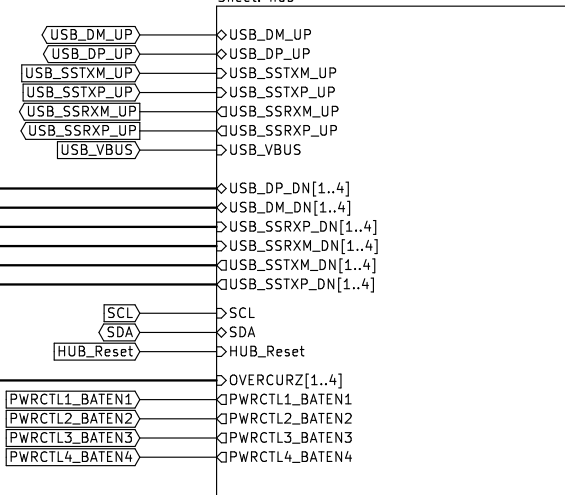 Sheet: hub
USB_DM_UP USB_DM_UP
USB_DP_UP USB_DP_UP
USB_SSTXM_UP USB_SSTXM_UP
USB_SSTXP_UP USB_SSTXP_UP
USB_SSRXM_UP USB_SSRXM_UP
USB_SSRXP_UP USB_SSRXP_UP
USB_VBUS USB_VBUS
USB_DP_DN[1..4]
USB_DM_DN[1..4]
USB_SSRXP_DN[1..4]
USB_SSRXM_DN[1..4]
USB_SSTXM_DN[1..4]
USB_SSTXP_DN[1..4]
SCL SCL
SDA SDA
HUB_Reset HUB_Reset
OVERCURZ[1..4]
PWRCTL1_BATEN1 PWRCTL1_BATEN1
PWRCTL2_BATEN2 PWRCTL2_BATEN2
PWRCTL3_BATEN3 PWRCTL3_BATEN3
PWRCTL4_BATEN4 PWRCTL4_BATEN4